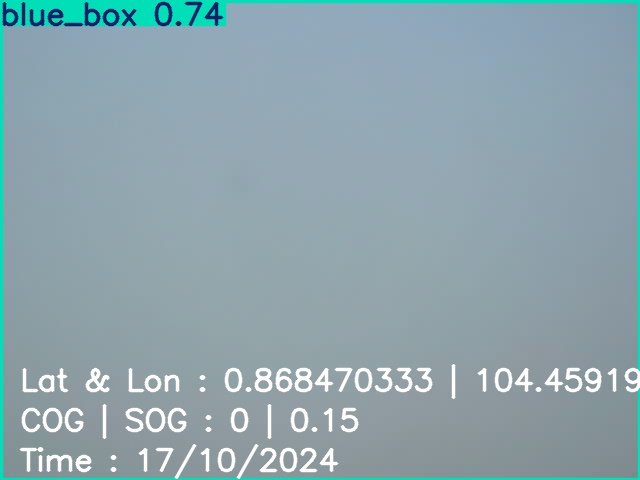 blue_box 0.74
Lat & Lon : 0.868470333 | 104.45919
COG | SOG : 0 | 0.15
Time : 17/10/2024